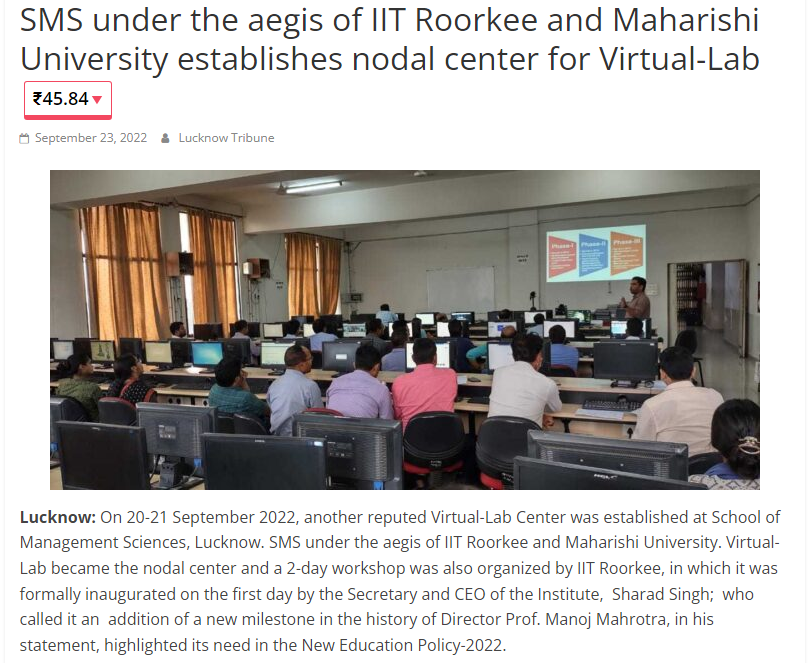 SMS under the aegis of IIT Roorkee and Maharishi
University establishes nodal center for Virtual-Lab
₹45.84▼
September 23, 2022 Lucknow Tribune
Phase-I Phase-II Phase-III
Lucknow: On 20-21 September 2022, another reputed Virtual-Lab Center was established at School of
Management Sciences, Lucknow. SMS under the aegis of IIT Roorkee and Maharishi University. Virtual-
Lab became the nodal center and a 2-day workshop was also organized by IIT Roorkee, in which it was
formally inaugurated on the first day by the Secretary and CEO of the Institute,  Sharad Singh;  who
called it an  addition of a new milestone in the history of Director Prof. Manoj Mahrotra, in his
statement, highlighted its need in the New Education Policy-2022.